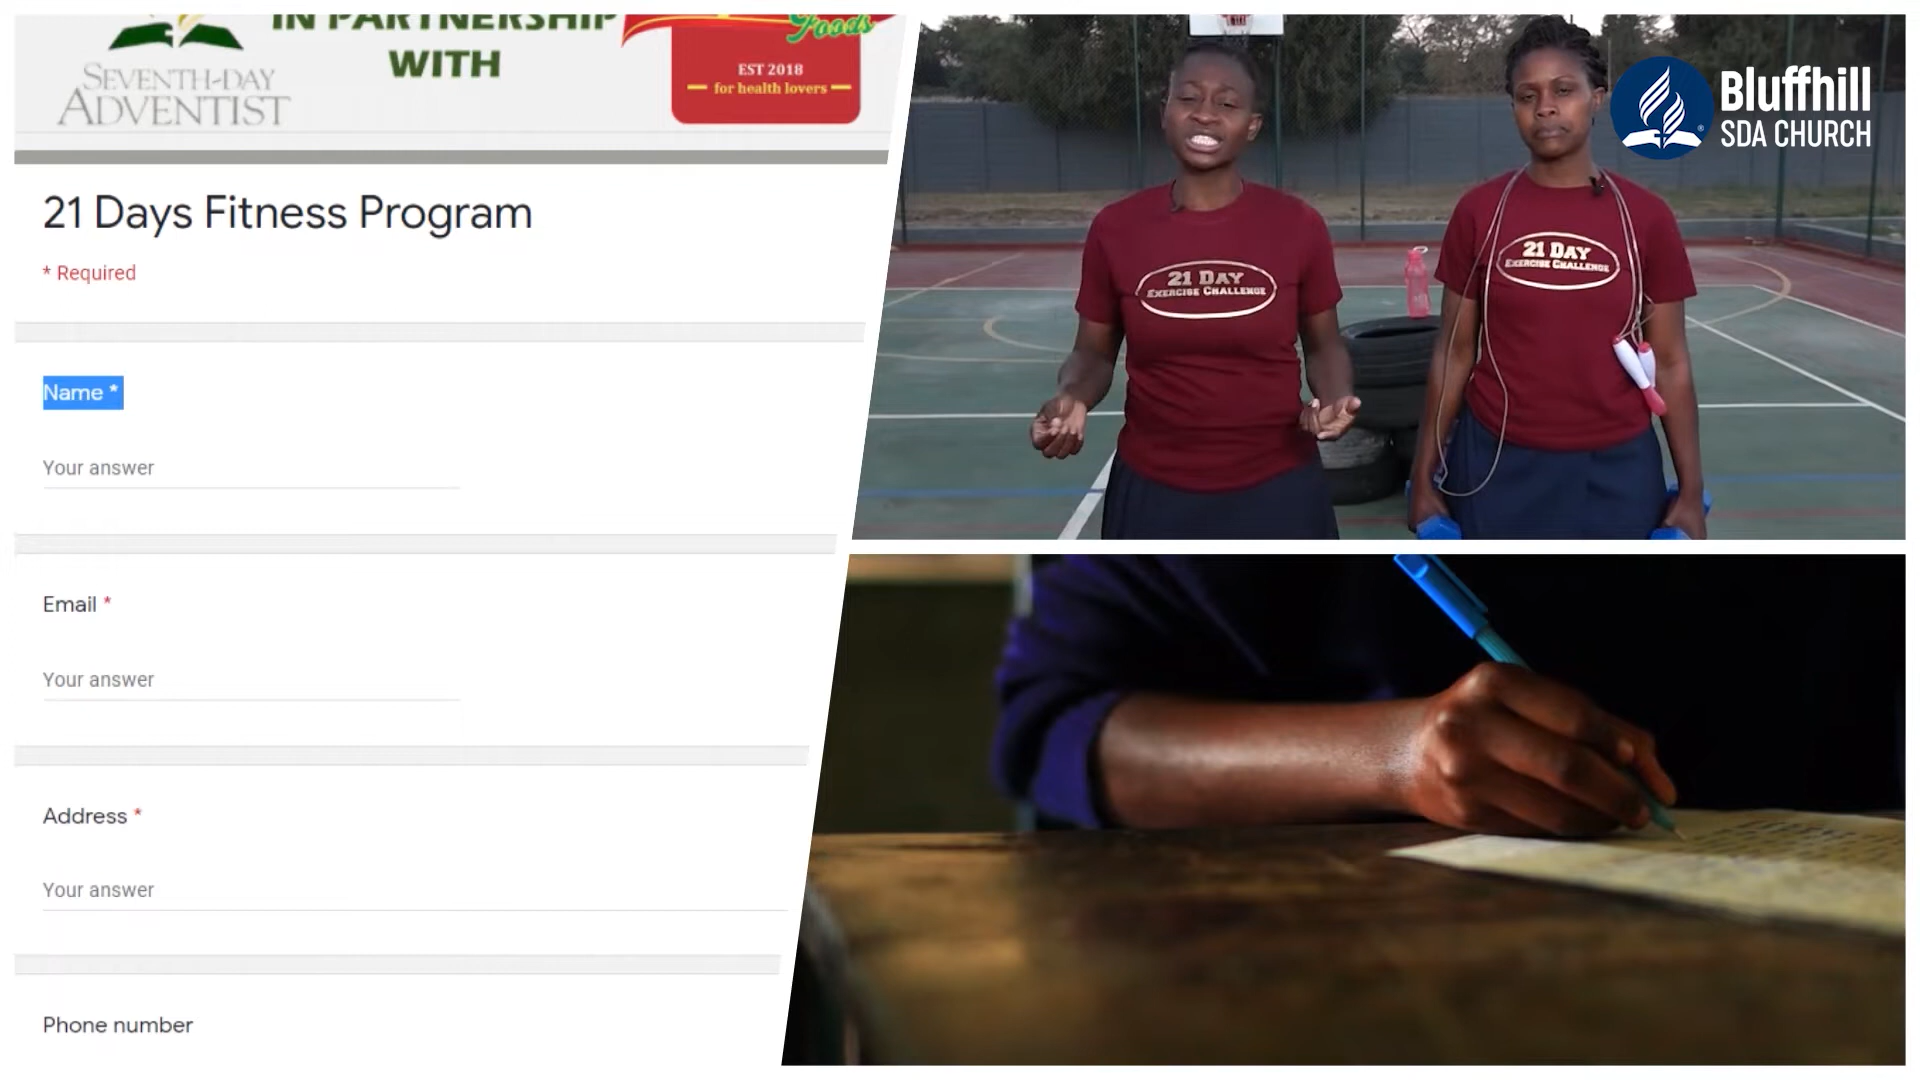 IN PARTNERSHIP
WITH
SEVENTH-DAY
ADVENTIST
Foods
EST 2018
for health lovers
21 Days Fitness Program
* Required
Name *
Your answer
Email *
Your answer
Address *
Your answer
Phone number
21 DAY
EXERCISE CHALLENGE
21 DAY
EXERCISE CHALLENGE
Bluffhill
SDA CHURCH